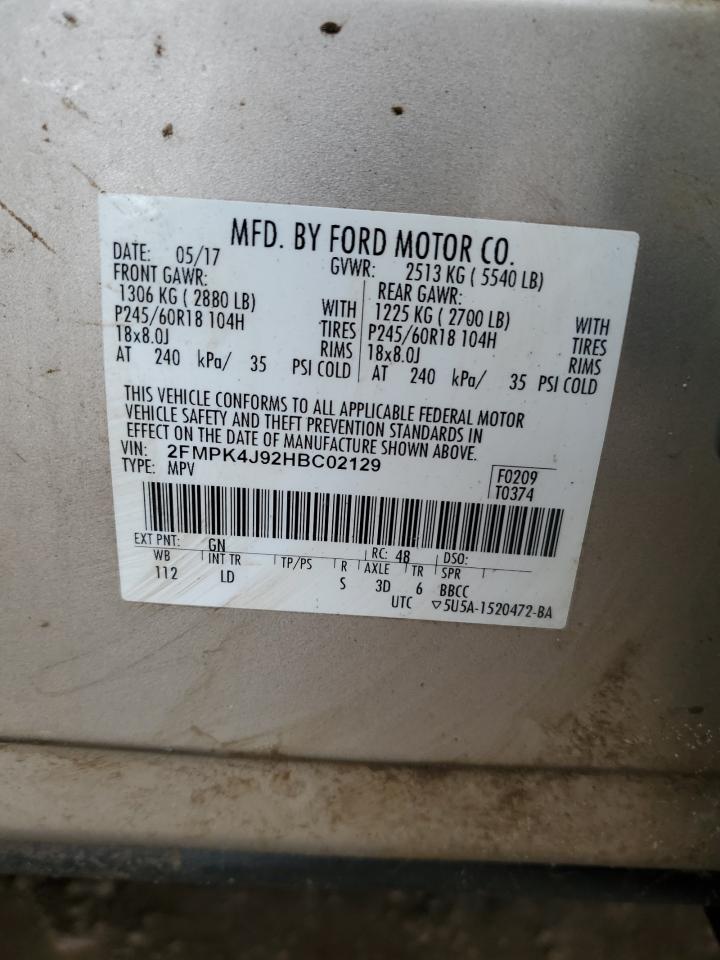 MFD. BY FORD MOTOR CO.
DATE: 05/17 GVWR: 2513 KG ( 5540 LB)
FRONT GAWR: REAR GAWR:
1306 KG ( 2880 LB) WITH 1225 KG ( 2700 LB) WITH
P245/60R18 104H TIRES P245/60R18 104H TIRES
18x8.0J RIMS 18x8.0J RIMS
AT 240 kPa/ 35 PSI COLD AT 240 kPa/ 35 PSI COLD
THIS VEHICLE CONFORMS TO ALL APPLICABLE FEDERAL MOTOR
VEHICLE SAFETY AND THEFT PREVENTION STANDARDS IN
EFFECT ON THE DATE OF MANUFACTURE SHOWN ABOVE.
VIN: 2FMPK4J92HBC02129
TYPE: MPV F0209
T0374
EXT PNT: GN RC: 48 DSO:
WB INT TR TP/PS R AXLE TR SPR
112 LD S 3D 6 BBCC
UTC ▽5U5A-1520472-BA